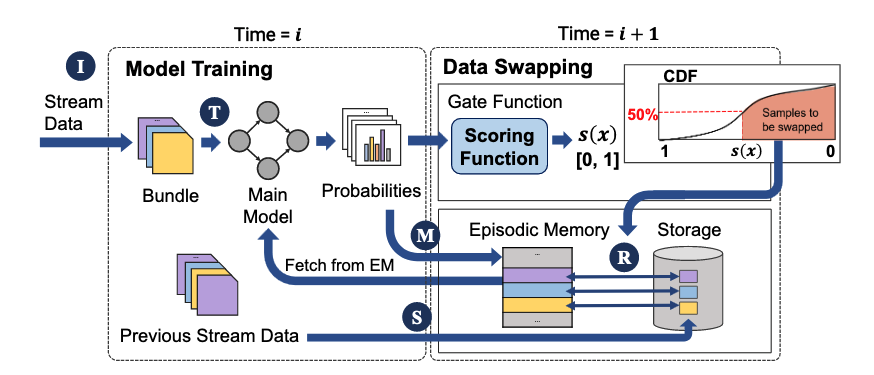 Time = i
Time = i + 1
I
Model Training
Data Swapping
CDF
Stream
Data
T
Gate Function
50%
Samples to
be swapped
Scoring
Function
s(x)
[0, 1]
1
s(x)
0
...
...
Bundle
Main
Model
Probabilities
M
Episodic Memory
Storage
R
...
Fetch from EM
...
...
Previous Stream Data
S